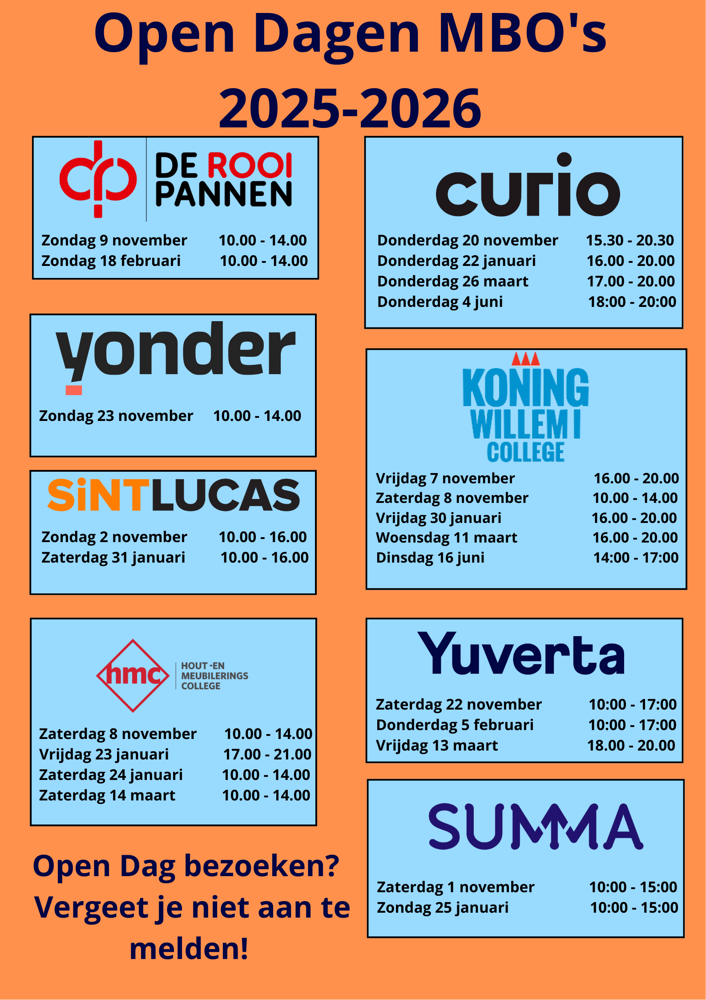 Open Dagen MBO's
2025-2026
DE ROOI
PANNEN
Zondag 9 november 10.00 - 14.00
Zondag 18 februari 10.00 - 14.00
yonder
Zondag 23 november 10.00 - 14.00
SiNTLUCAS
Zondag 2 november 10.00 - 16.00
Zaterdag 31 januari 10.00 - 16.00
hmc
HOUT -EN
MEUBILERINGS
COLLEGE
Zaterdag 8 november 10.00 - 14.00
Vrijdag 23 januari 17.00 - 21.00
Zaterdag 24 januari 10.00 - 14.00
Zaterdag 14 maart 10.00 - 14.00
Open Dag bezoeken?
Vergeet je niet aan te
melden!
curio
Donderdag 20 november 15.30 - 20.30
Donderdag 22 januari 16.00 - 20.00
Donderdag 26 maart 17.00 - 20.00
Donderdag 4 juni 18:00 - 20:00
KONING
WILLEM I
COLLEGE
Vrijdag 7 november 16.00 - 20.00
Zaterdag 8 november 10.00 - 14.00
Vrijdag 30 januari 16.00 - 20.00
Woensdag 11 maart 16.00 - 20.00
Dinsdag 16 juni 14:00 - 17:00
Yuverta
Zaterdag 22 november 10:00 - 17:00
Donderdag 5 februari 10:00 - 17:00
Vrijdag 13 maart 18.00 - 20.00
SUMMA
Zaterdag 1 november 10:00 - 15:00
Zondag 25 januari 10:00 - 15:00